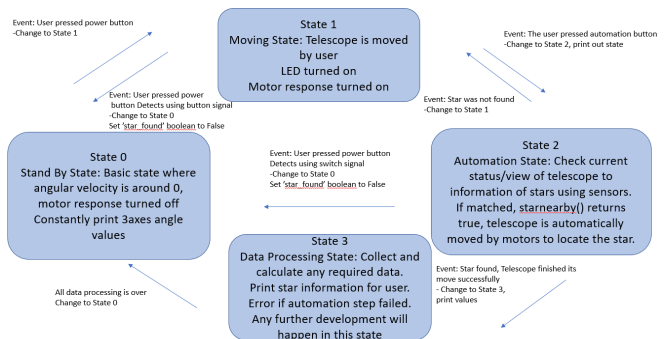 Event: User pressed power button
-Change to State 1
State 1
Moving State: Telescope is moved
by user
LED turned on
Motor response turned on
Event: The user pressed automation button
-Change to State 2, print out state
Event: User pressed power
button Detects using button signal
-Change to State 0
Set 'star_found' boolean to False
Event: Star was not found
-Change to State 1
State 0
Stand By State: Basic state where
angular velocity is around 0,
motor response turned off
Constantly print 3axes angle
values
Event: User pressed power button
Detects using switch signal
-Change to State 0
Set 'star_found' boolean to False
State 2
Automation State: Check current
status/view of telescope to
information of stars using sensors.
If matched, starnearby() returns
true, telescope is automatically
moved by motors to locate the star.
State 3
Data Processing State: Collect and
calculate any required data.
Print star information for user.
Error if automation step failed.
Any further development will
happen in this state
Event: Star found, Telescope finished its
move successfully
- Change to State 3,
print values
All data processing is over
Change to State 0